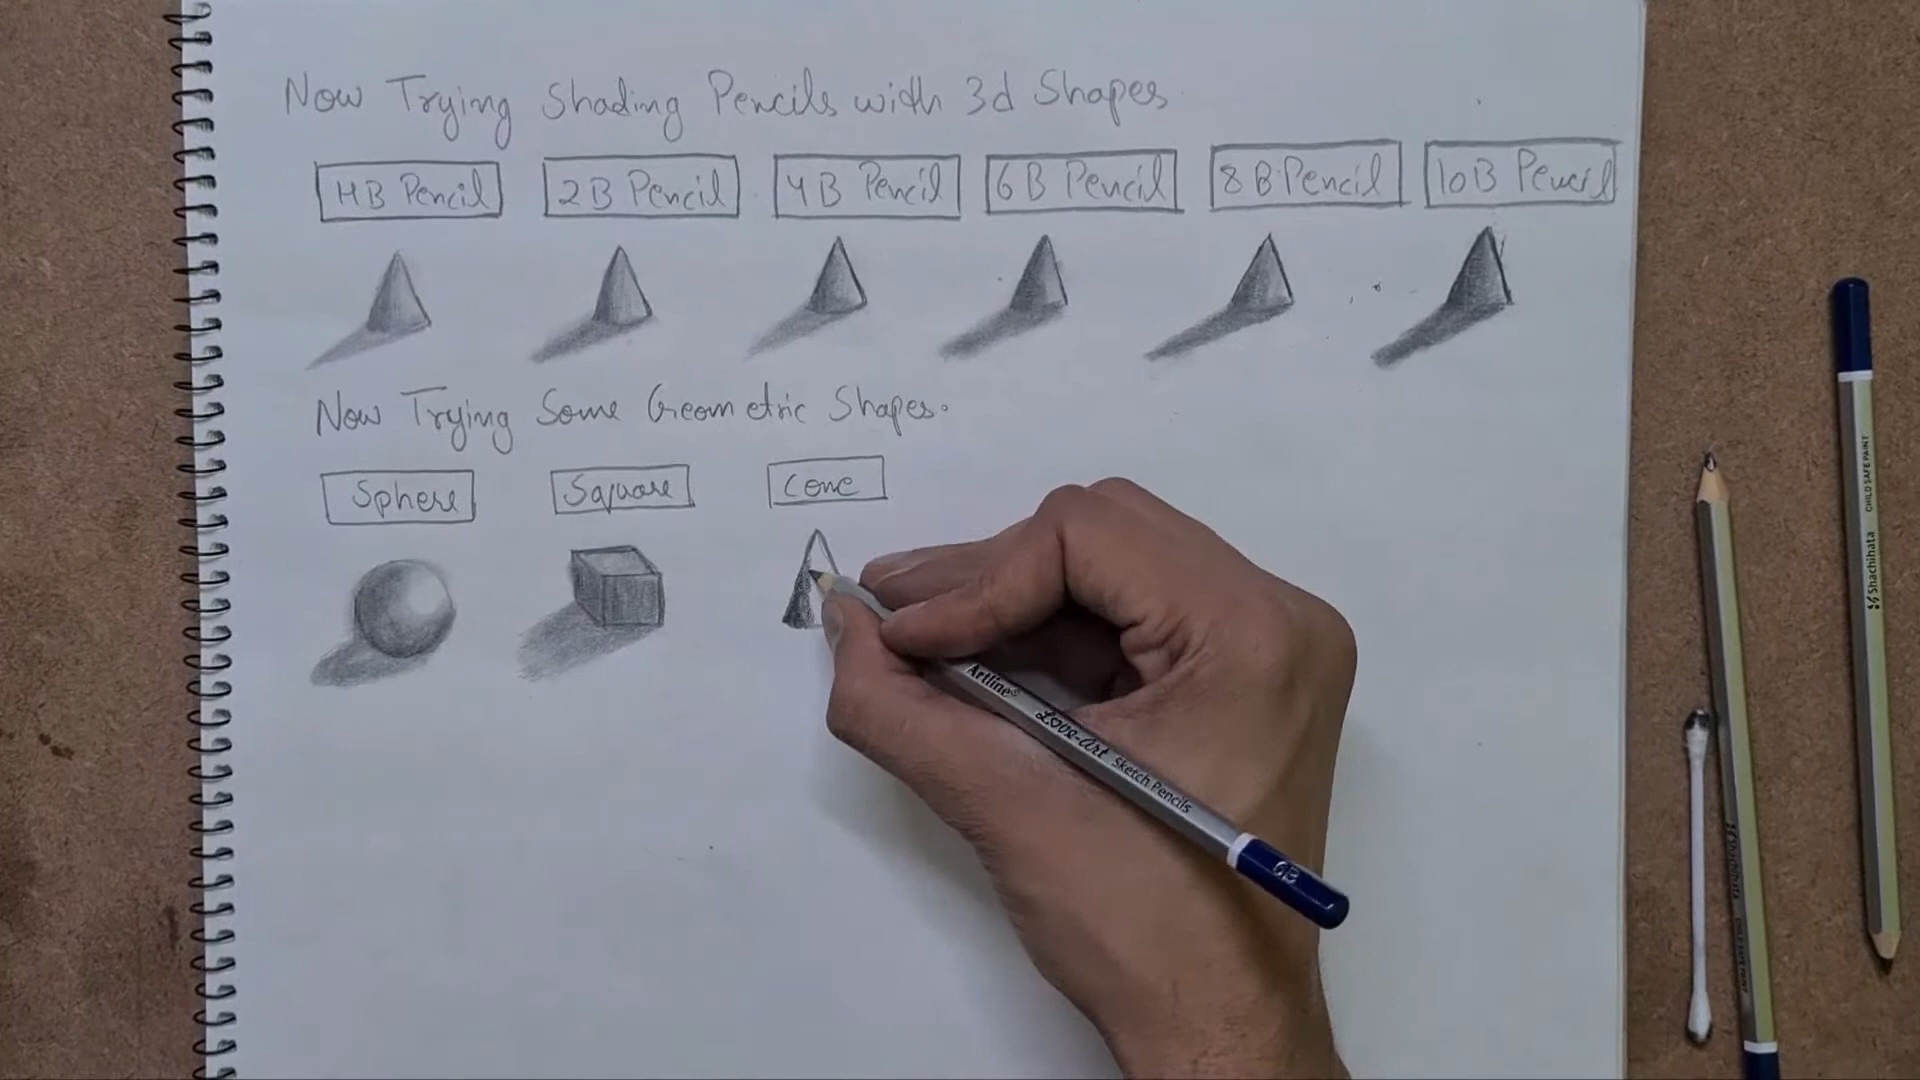 Now Trying Shading Pencils with 3d Shapes
HB Pencil 2B Pencil 4B Pencil 6B Pencil 8B Pencil 10B Pencil
Now Trying Some Geometric Shapes.
Sphere Square Cone
Artline® Love-Art Sketch Pencils 6B
Shachihata CHILD SAFE PAINT